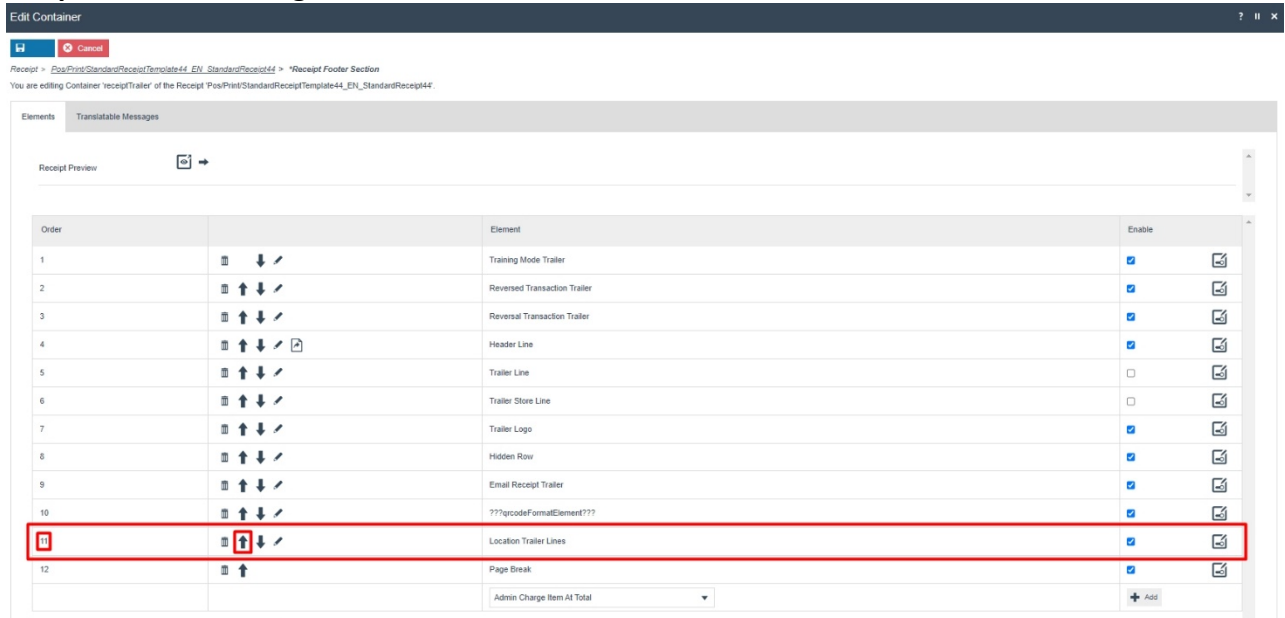 Edit Container ? II x
Cancel
Receipt > Pos/Print/StandardReceiptTemplate44_EN_StandardReceipt44 > *Receipt Footer Section
You are editing Container 'receiptTrailer' of the Receipt 'Pos/Print/StandardReceiptTemplate44_EN_StandardReceipt44'.
Elements Translatable Messages
Receipt Preview
Order Element Enable
1 Training Mode Trailer
2 Reversed Transaction Trailer
3 Reversal Transaction Trailer
4 Header Line
5 Trailer Line
6 Trailer Store Line
7 Trailer Logo
8 Hidden Row
9 Email Receipt Trailer
10 ???qrcodeFormatElement???
11 Location Trailer Lines
12 Page Break
Admin Charge Item At Total Add